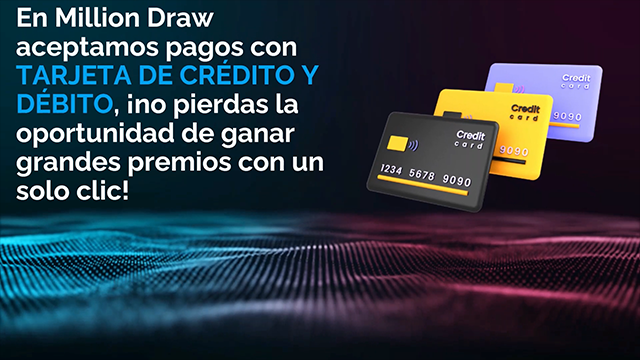 En Million Draw
aceptamos pagos con
TARJETA DE CRÉDITO Y
DÉBITO, ¡no pierdas la
oportunidad de ganar
grandes premios con un
solo clic!
Credit
card
9090
Credit
card
9090
Credit
card
1234 5678 9090